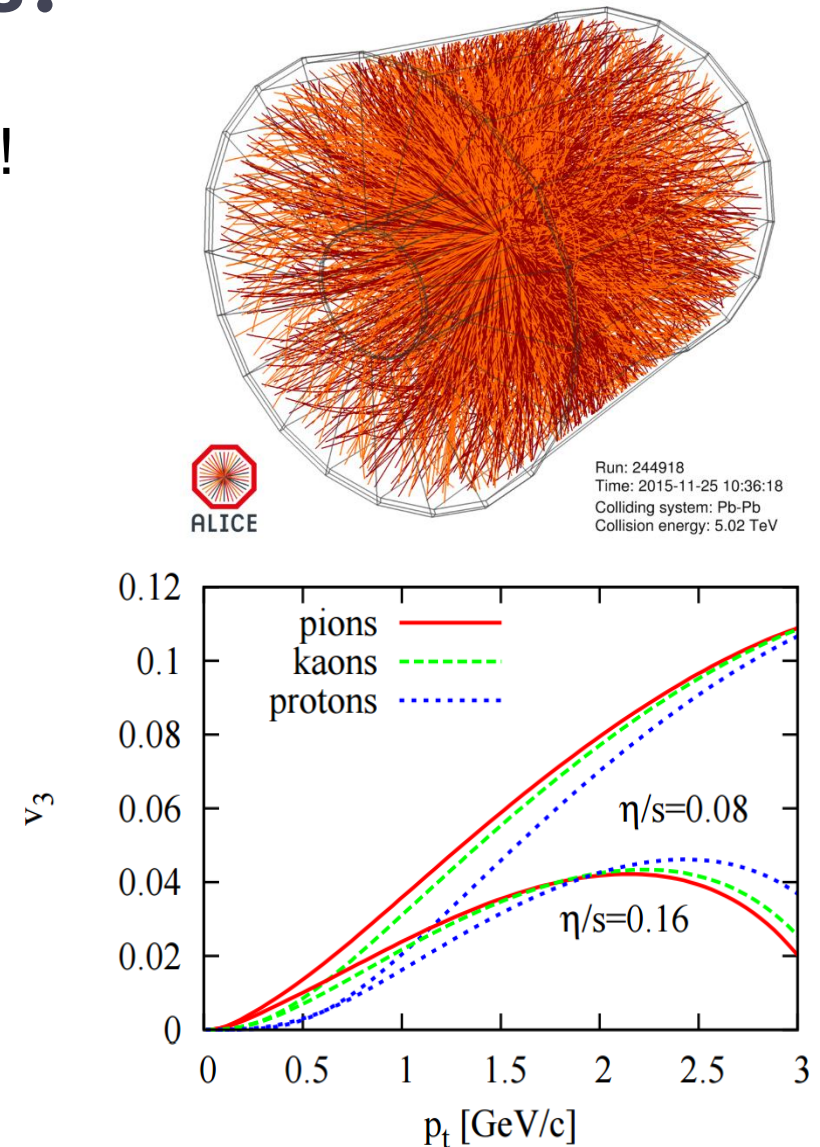 !
Run: 244918
Time: 2015-11-25 10:36:18
Colliding system: Pb-Pb
Collision energy: 5.02 TeV
ALICE
0.12
0.1
0.08
0.06
0.04
0.02
0
v₃
pions
kaons
protons
η/s=0.08
η/s=0.16
0 0.5 1 1.5 2 2.5 3
pₜ [GeV/c]